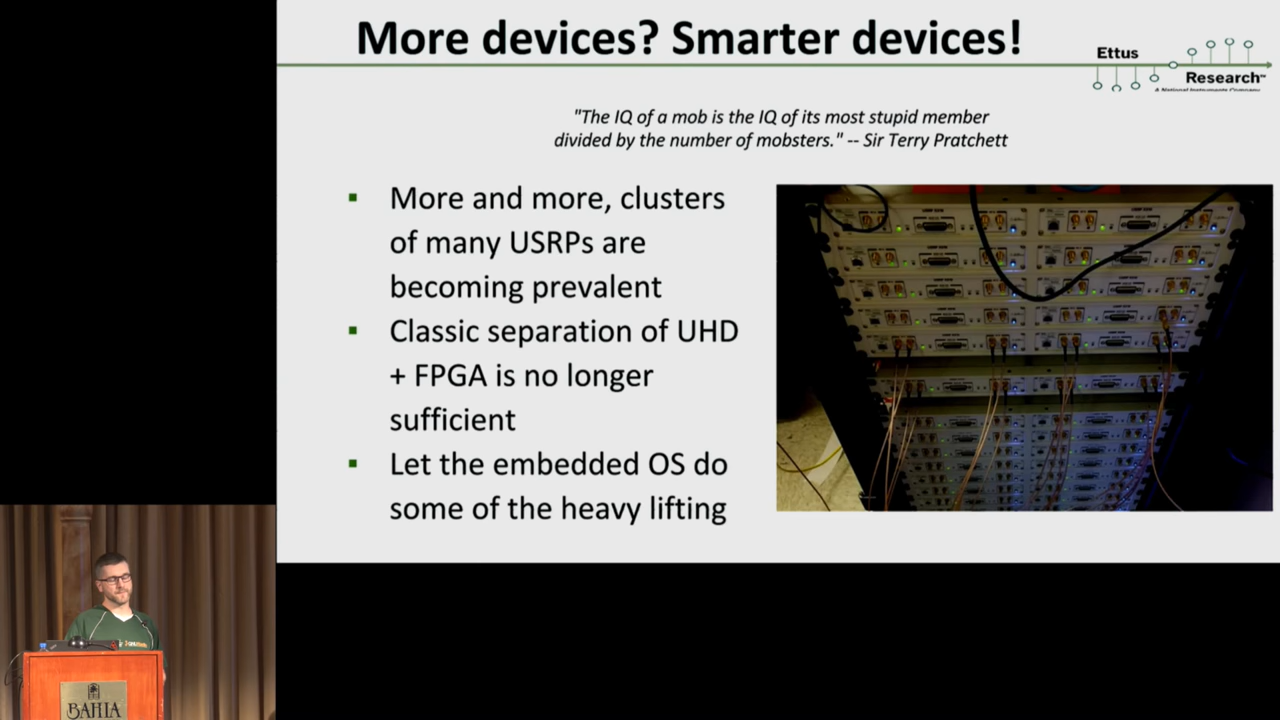 More devices? Smarter devices!
Ettus
Research™
A National Instruments Company
"The IQ of a mob is the IQ of its most stupid member
divided by the number of mobsters." -- Sir Terry Pratchett
▪ More and more, clusters
of many USRPs are
becoming prevalent
▪ Classic separation of UHD
+ FPGA is no longer
sufficient
▪ Let the embedded OS do
some of the heavy lifting
BAHIA